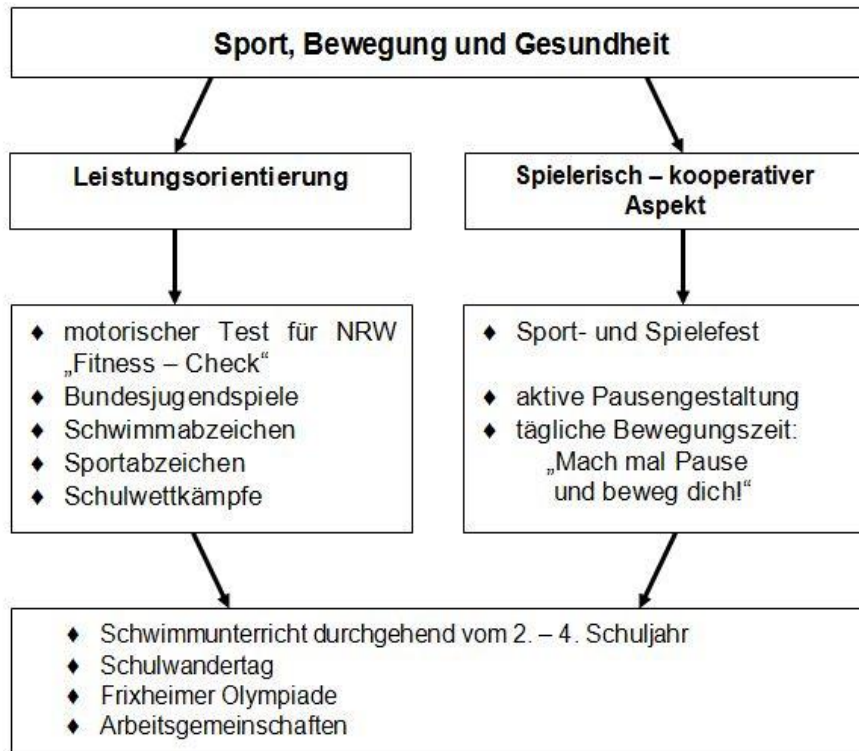 Sport, Bewegung und Gesundheit
Leistungsorientierung
Spielerisch – kooperativer
Aspekt
♦ motorischer Test für NRW
„Fitness – Check“
♦ Bundesjugendspiele
♦ Schwimmabzeichen
♦ Sportabzeichen
♦ Schulwettkämpfe
♦ Sport- und Spielefest
♦ aktive Pausengestaltung
♦ tägliche Bewegungszeit:
„Mach mal Pause
und beweg dich!“
♦ Schwimmunterricht durchgehend vom 2. – 4. Schuljahr
♦ Schulwandertag
♦ Frixheimer Olympiade
♦ Arbeitsgemeinschaften